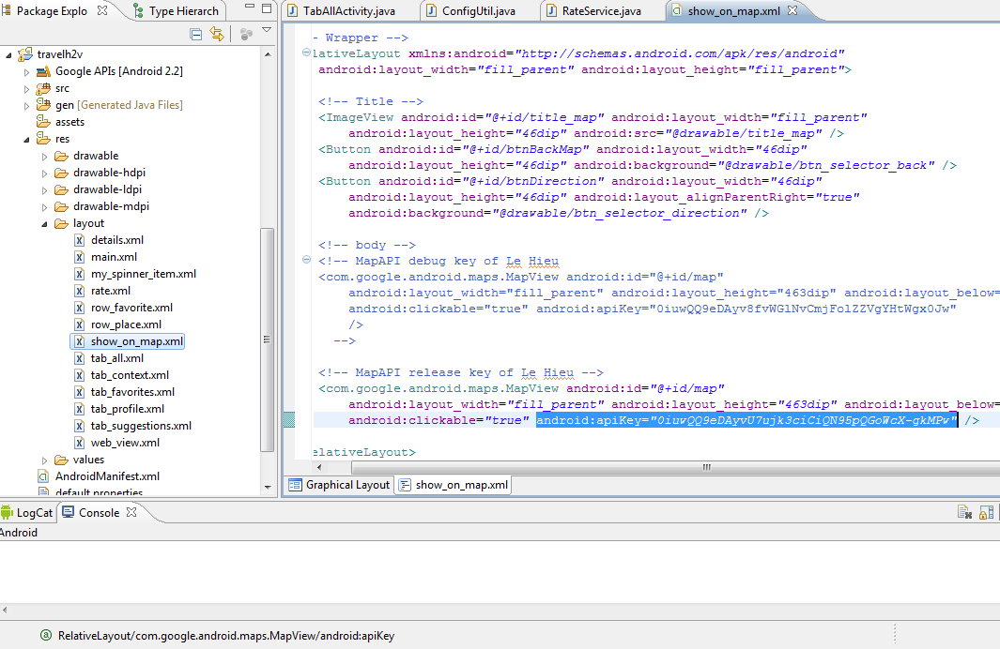 Package Explo
Type Hierarch
TabAllActivity.java
ConfigUtil.java
RateService.java
show_on_map.xml
travelh2v
Google APIs [Android 2.2]
src
gen [Generated Java Files]
assets
res
drawable
drawable-hdpi
drawable-ldpi
drawable-mdpi
layout
details.xml
main.xml
my_spinner_item.xml
rate.xml
row_favorite.xml
row_place.xml
show_on_map.xml
tab_all.xml
tab_context.xml
tab_favorites.xml
tab_profile.xml
tab_suggestions.xml
web_view.xml
values
AndroidManifest.xml
default.properties
- Wrapper -->
lativeLayout xmlns:android="http://schemas.android.com/apk/res/android"
android:layout_width="fill_parent" android:layout_height="fill_parent">
<!-- Title -->
<ImageView android:id="@+id/title_map" android:layout_width="fill_parent"
android:layout_height="46dip" android:src="@drawable/title_map" />
<Button android:id="@+id/btnBackMap" android:layout_width="46dip"
android:layout_height="46dip" android:background="@drawable/btn_selector_back" />
<Button android:id="@+id/btnDirection" android:layout_width="46dip"
android:layout_height="46dip" android:layout_alignParentRight="true"
android:background="@drawable/btn_selector_direction" />
<!-- body -->
<!-- MapAPI debug key of Le Hieu
<com.google.android.maps.MapView android:id="@+id/map"
android:layout_width="fill_parent" android:layout_height="463dip" android:layout_below=
android:clickable="true" android:apiKey="0iuwQQ9eDAyv8fvWGlNvCmjFolZZVgYHtWgx0Jw"
/>
-->
<!-- MapAPI release key of Le Hieu -->
<com.google.android.maps.MapView android:id="@+id/map"
android:layout_width="fill_parent" android:layout_height="463dip" android:layout_below=
android:clickable="true" android:apiKey="0iuwQQ9eDAyvU7ujk3ciCiQN95pQGoWcX-gkMPw" />
elativeLayout>
Graphical Layout
show_on_map.xml
LogCat
Console
Android
RelativeLayout/com.google.android.maps.MapView/android:apiKey